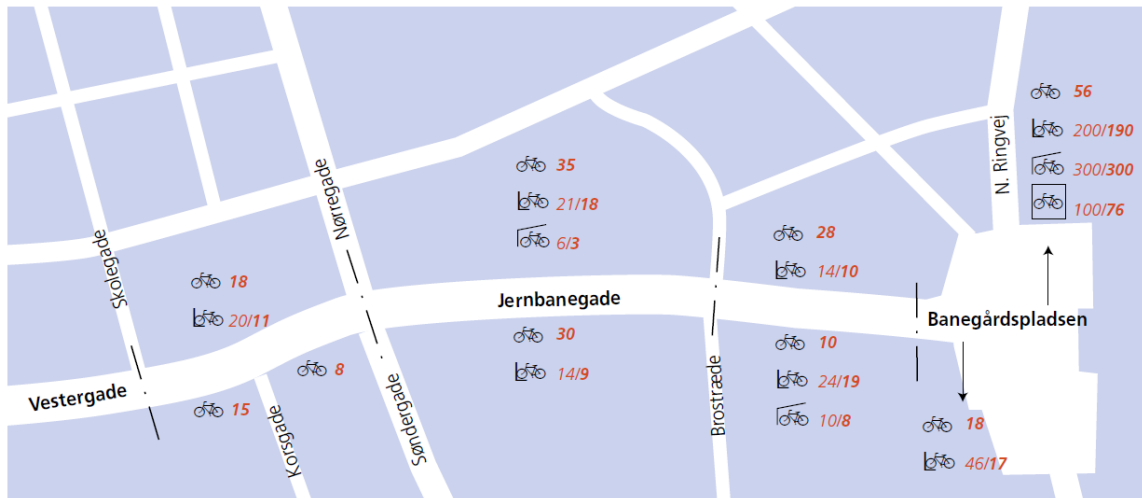 56
200/190
300/300
100/76
N. Ringvej
Nørregade
35
21/18
6/3
28
14/10
Skolegade
18
20/11
Jernbanegade
Banegårdspladsen
30
14/9
10
24/19
10/8
8
Vestergade
15
Korsgade
Søndergade
Brostræde
18
46/17